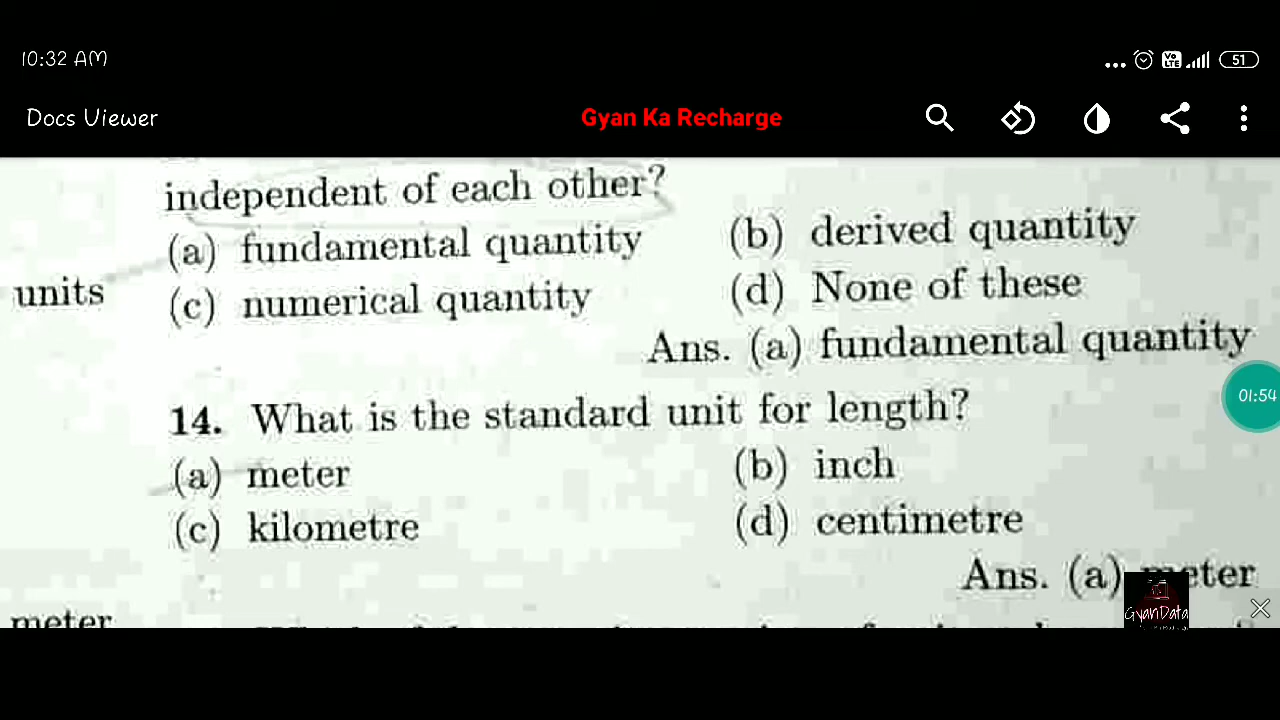 10:32 AM
51
Docs Viewer
Gyan Ka Recharge
independent of each other?
(a) fundamental quantity (b) derived quantity
units
(c) numerical quantity (d) None of these
Ans. (a) fundamental quantity
01:54
14. What is the standard unit for length?
(a) meter (b) inch
(c) kilometre (d) centimetre
Ans. (a) meter
GyanData
meter